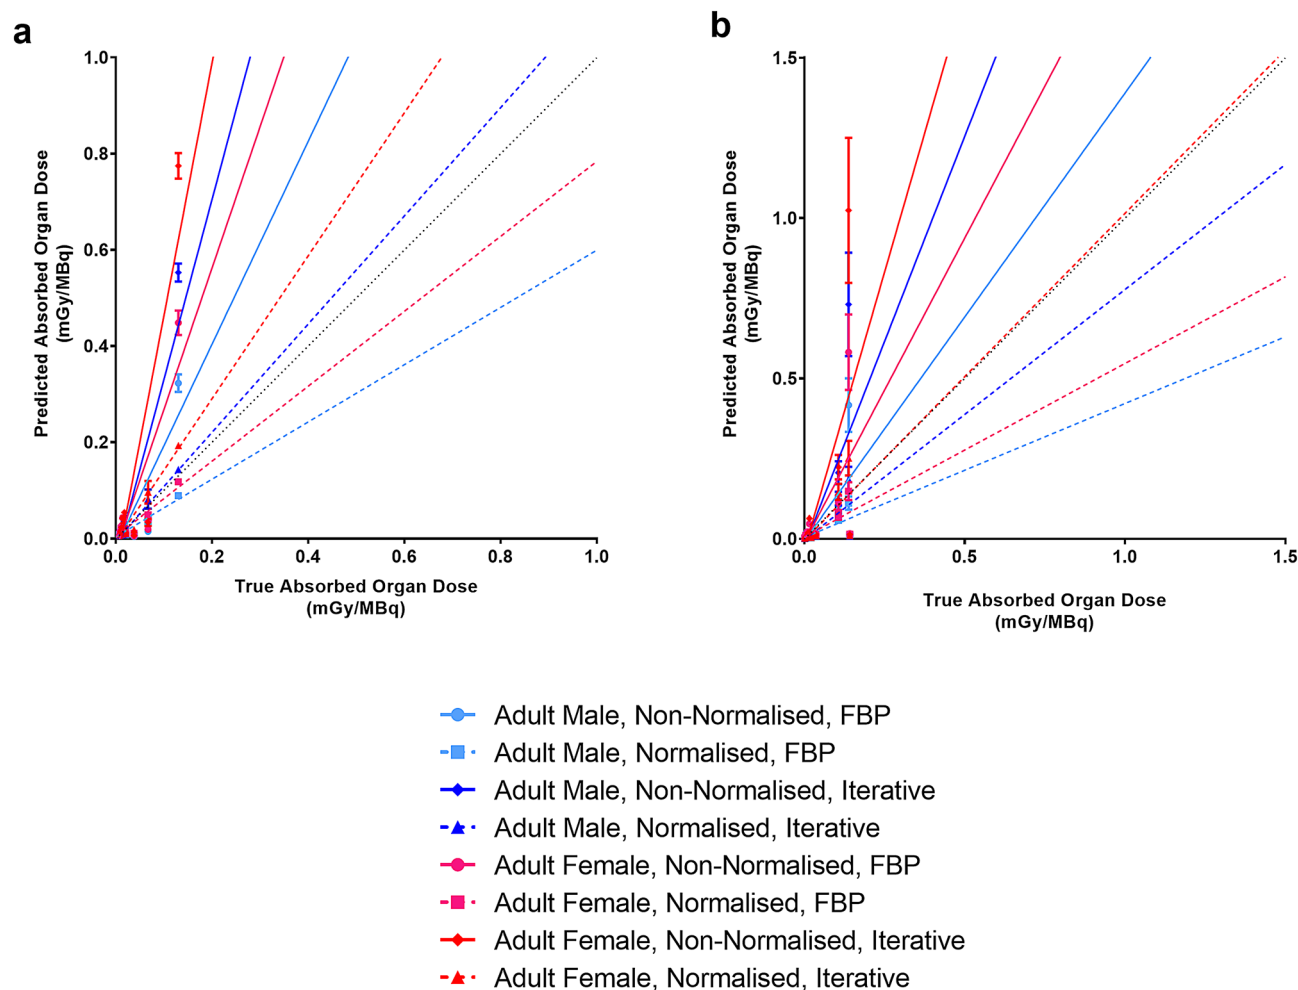 a
b
1.0
0.8
0.6
0.4
0.2
0.0
0.0
0.2
0.4
0.6
0.8
1.0
Predicted Absorbed Organ Dose
(mGy/MBq)
True Absorbed Organ Dose
(mGy/MBq)
1.5
1.0
0.5
0.0
0.0
0.5
1.0
1.5
Predicted Absorbed Organ Dose
(mGy/MBq)
True Absorbed Organ Dose
(mGy/MBq)
Adult Male, Non-Normalised, FBP
Adult Male, Normalised, FBP
Adult Male, Non-Normalised, Iterative
Adult Male, Normalised, Iterative
Adult Female, Non-Normalised, FBP
Adult Female, Normalised, FBP
Adult Female, Non-Normalised, Iterative
Adult Female, Normalised, Iterative